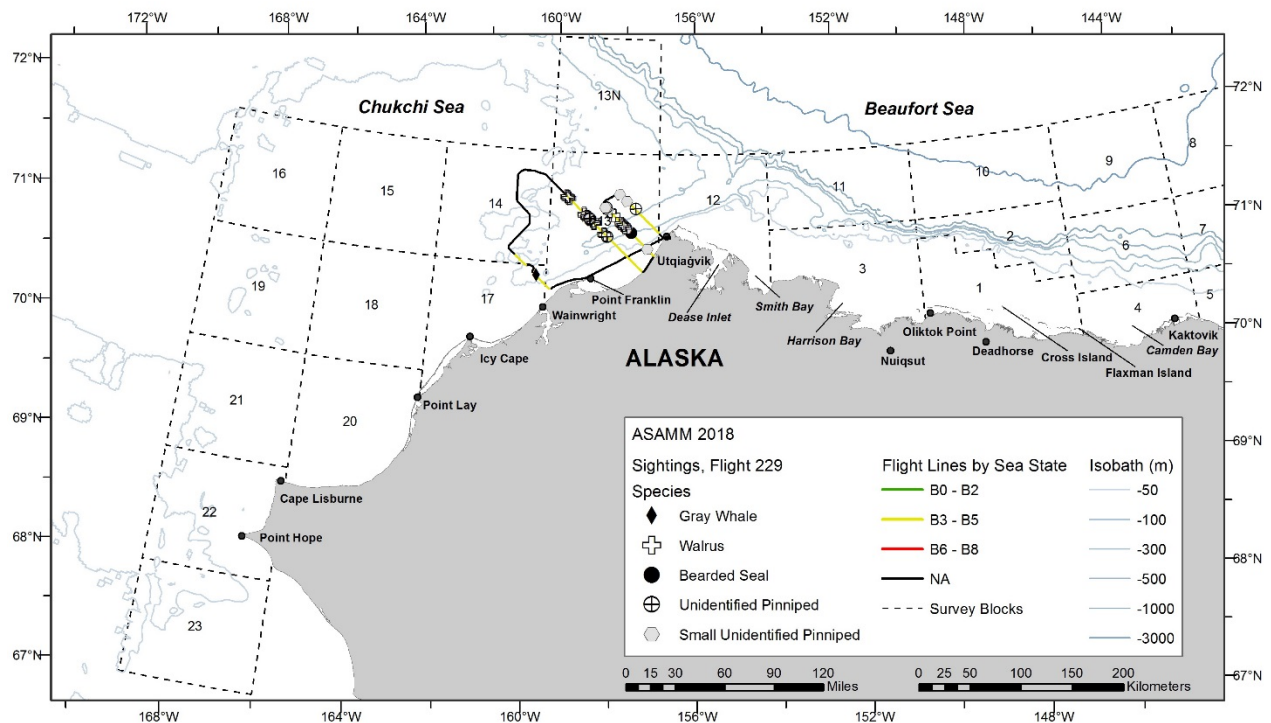 172°W 168°W 164°W 160°W 156°W 152°W 148°W 144°W
72°N
72°N
Chukchi Sea
Beaufort Sea
13N
16
15
14
13
12
11
10
9
8
71°N
71°N
19
18
17
3
2
1
6
7
4
5
Utqiaġvik
Point Franklin
Wainwright
Dease Inlet
Smith Bay
Harrison Bay
Oliktok Point
Nuiqsut
Deadhorse
Cross Island
Flaxman Island
Kaktovik
Camden Bay
70°N
70°N
Icy Cape
ALASKA
21
20
Point Lay
69°N
69°N
22
Cape Lisburne
Point Hope
68°N
68°N
23
67°N
67°N
ASAMM 2018
Sightings, Flight 229
Species
Gray Whale
Walrus
Bearded Seal
Unidentified Pinniped
Small Unidentified Pinniped
Flight Lines by Sea State
B0 - B2
B3 - B5
B6 - B8
NA
Survey Blocks
Isobath (m)
-50
-100
-300
-500
-1000
-3000
0 15 30 60 90 120
Miles
0 25 50 100 150 200
Kilometers
168°W 164°W 160°W 156°W 152°W 148°W